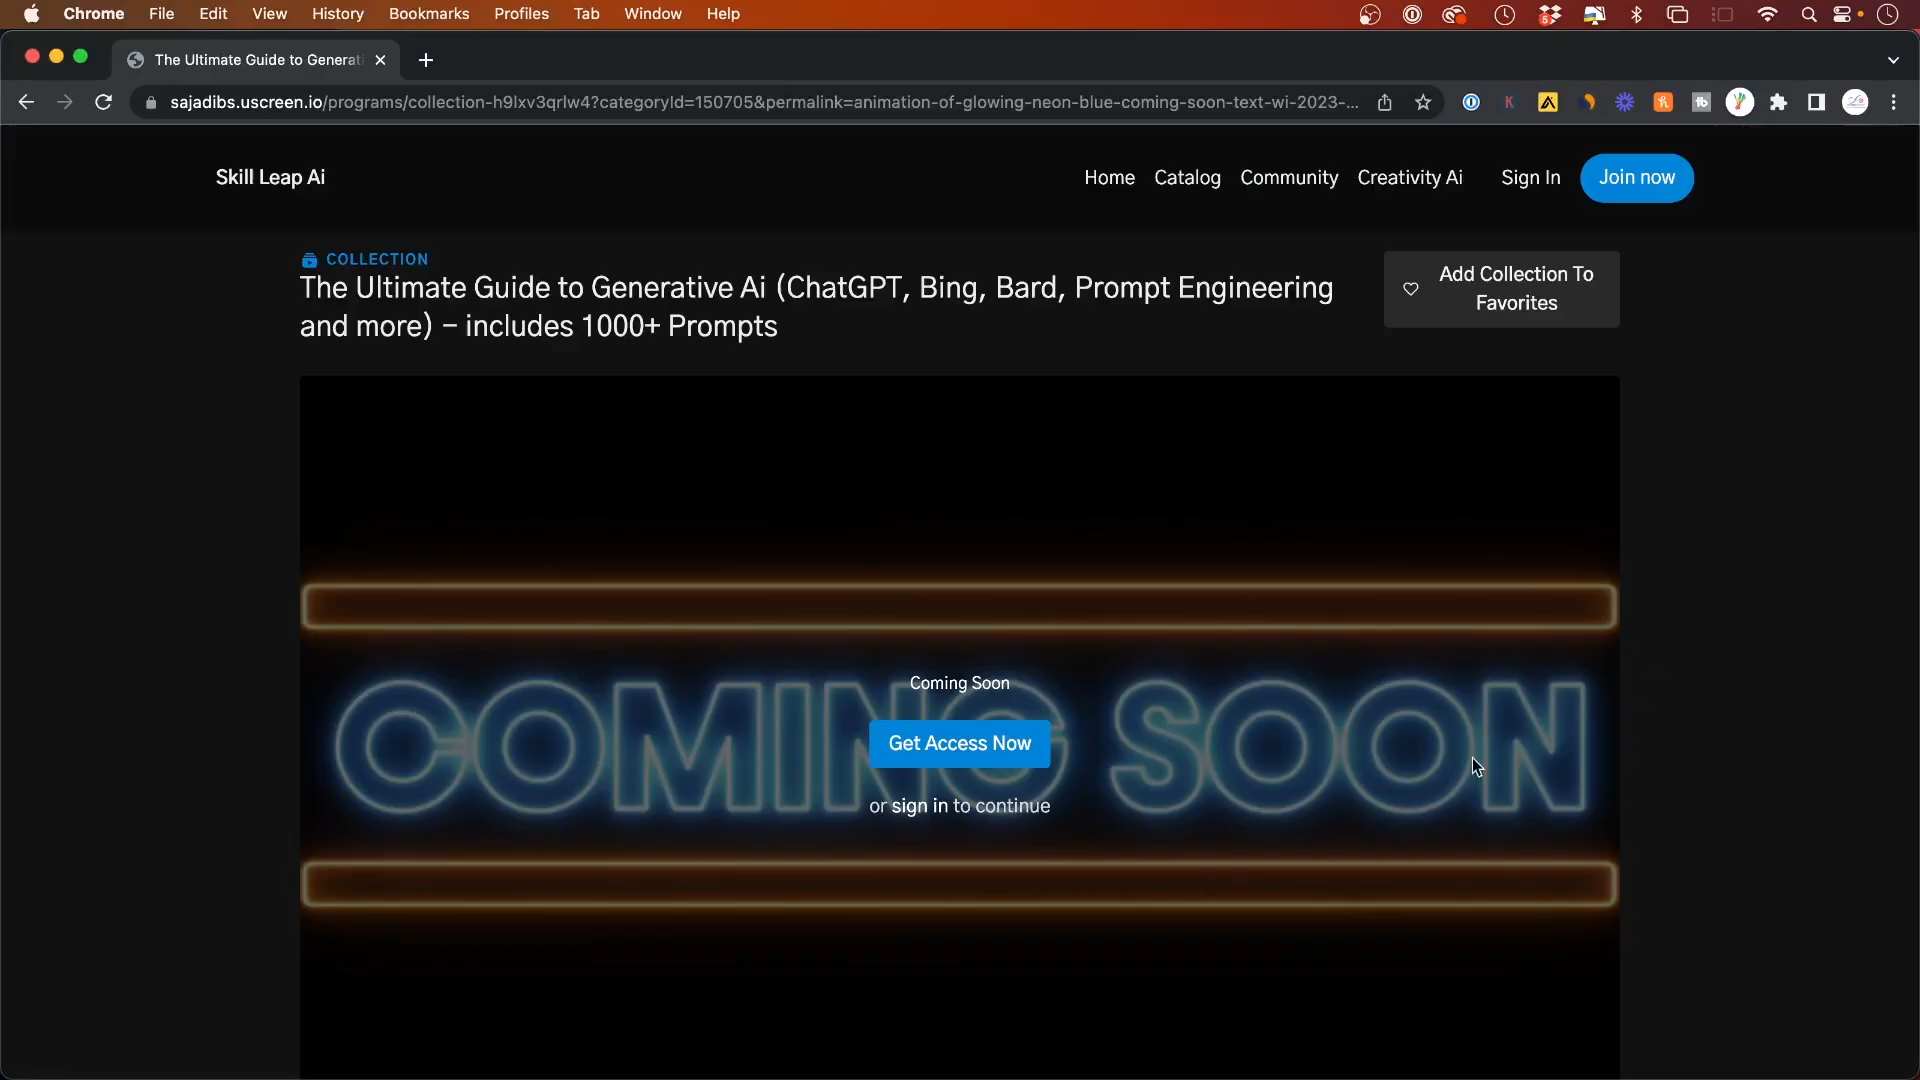 Chrome File Edit View History Bookmarks Profiles Tab Window Help
The Ultimate Guide to Generati
sajadibs.uscreen.io/programs/collection-h9lxv3qrlw4?categoryId=150705&permalink=animation-of-glowing-neon-blue-coming-soon-text-wi-2023-...
Skill Leap Ai
Home Catalog Community Creativity Ai Sign In Join now
COLLECTION
The Ultimate Guide to Generative Ai (ChatGPT, Bing, Bard, Prompt Engineering
and more) – includes 1000+ Prompts
Add Collection To
Favorites
Coming Soon
COMING SOON
Get Access Now
or sign in to continue